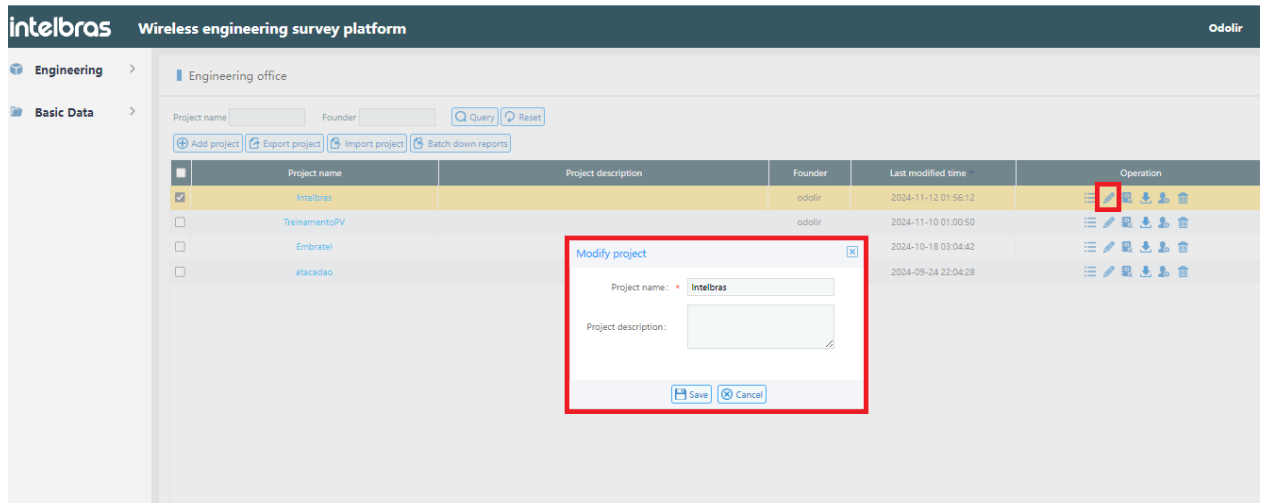 intelbras Wireless engineering survey platform Odolir
Engineering
Basic Data
Engineering office
Project name Founder Query Reset
Add project Export project Import project Batch down reports
Project name Project description Founder Last modified time Operation
Intelbras odolir 2024-11-12 01:56:12
TreinamentoPV odolir 2024-11-10 01:00:50
Embratel 2024-10-18 03:04:42
atacadao 2024-09-24 22:04:28
Modify project
Project name: * Intelbras
Project description:
Save Cancel